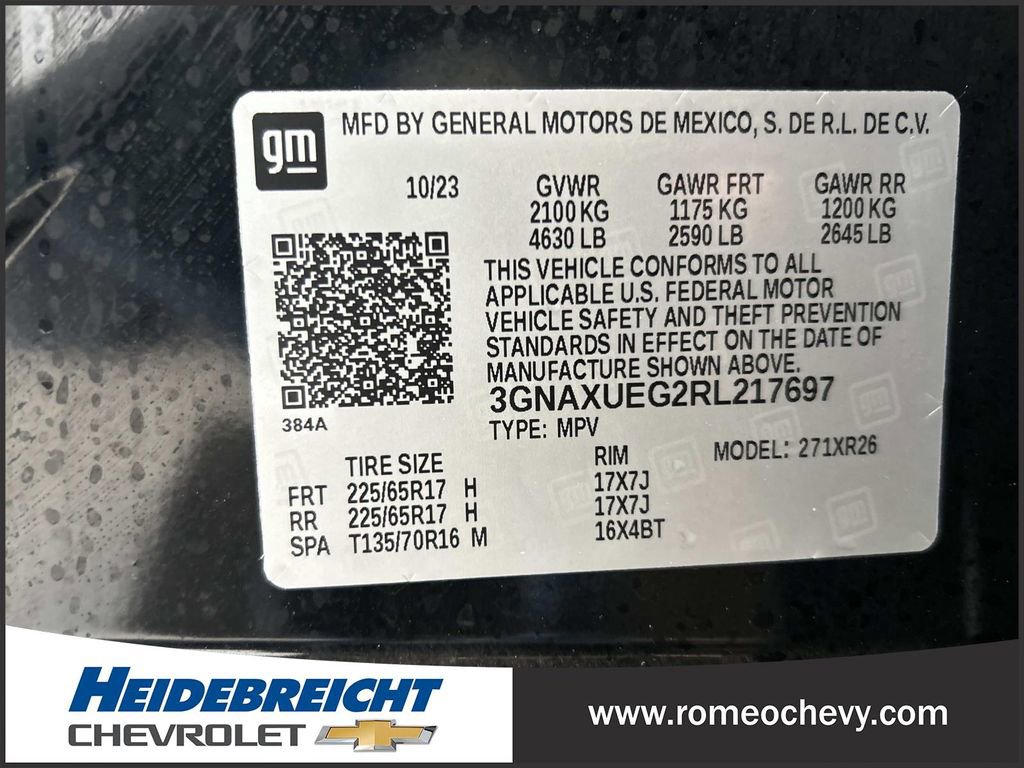 gm
MFD BY GENERAL MOTORS DE MEXICO, S. DE R.L. DE C.V.
10/23 GVWR GAWR FRT GAWR RR
2100 KG 1175 KG 1200 KG
4630 LB 2590 LB 2645 LB
THIS VEHICLE CONFORMS TO ALL
APPLICABLE U.S. FEDERAL MOTOR
VEHICLE SAFETY AND THEFT PREVENTION
STANDARDS IN EFFECT ON THE DATE OF
MANUFACTURE SHOWN ABOVE.
3GNAXUEG2RL217697
384A
TYPE: MPV MODEL: 271XR26
TIRE SIZE RIM
FRT 225/65R17 H 17X7J
RR 225/65R17 H 17X7J
SPA T135/70R16 M 16X4BT
HEIDEBREICHT
CHEVROLET
www.romeochevy.com